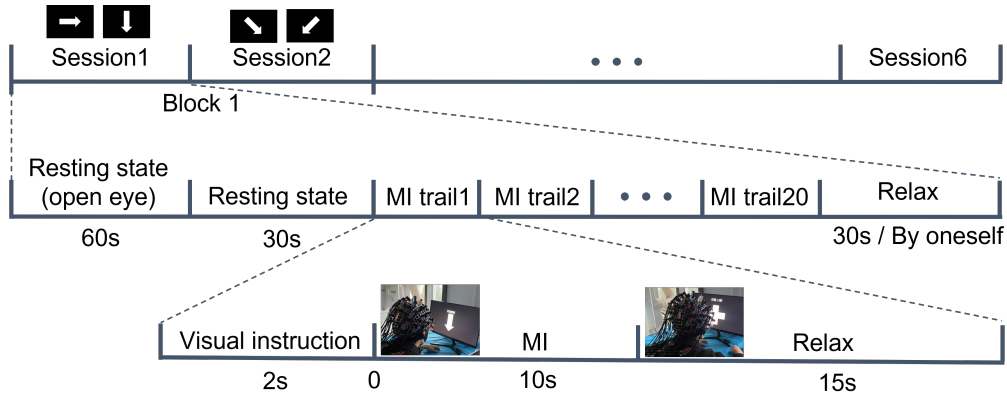 Session1
Session2
• • •
Session6
Block 1
Resting state
(open eye)
Resting state
MI trail1
MI trail2
• • •
MI trail20
Relax
60s
30s
30s / By oneself
Visual instruction
MI
Relax
2s
0
10s
15s